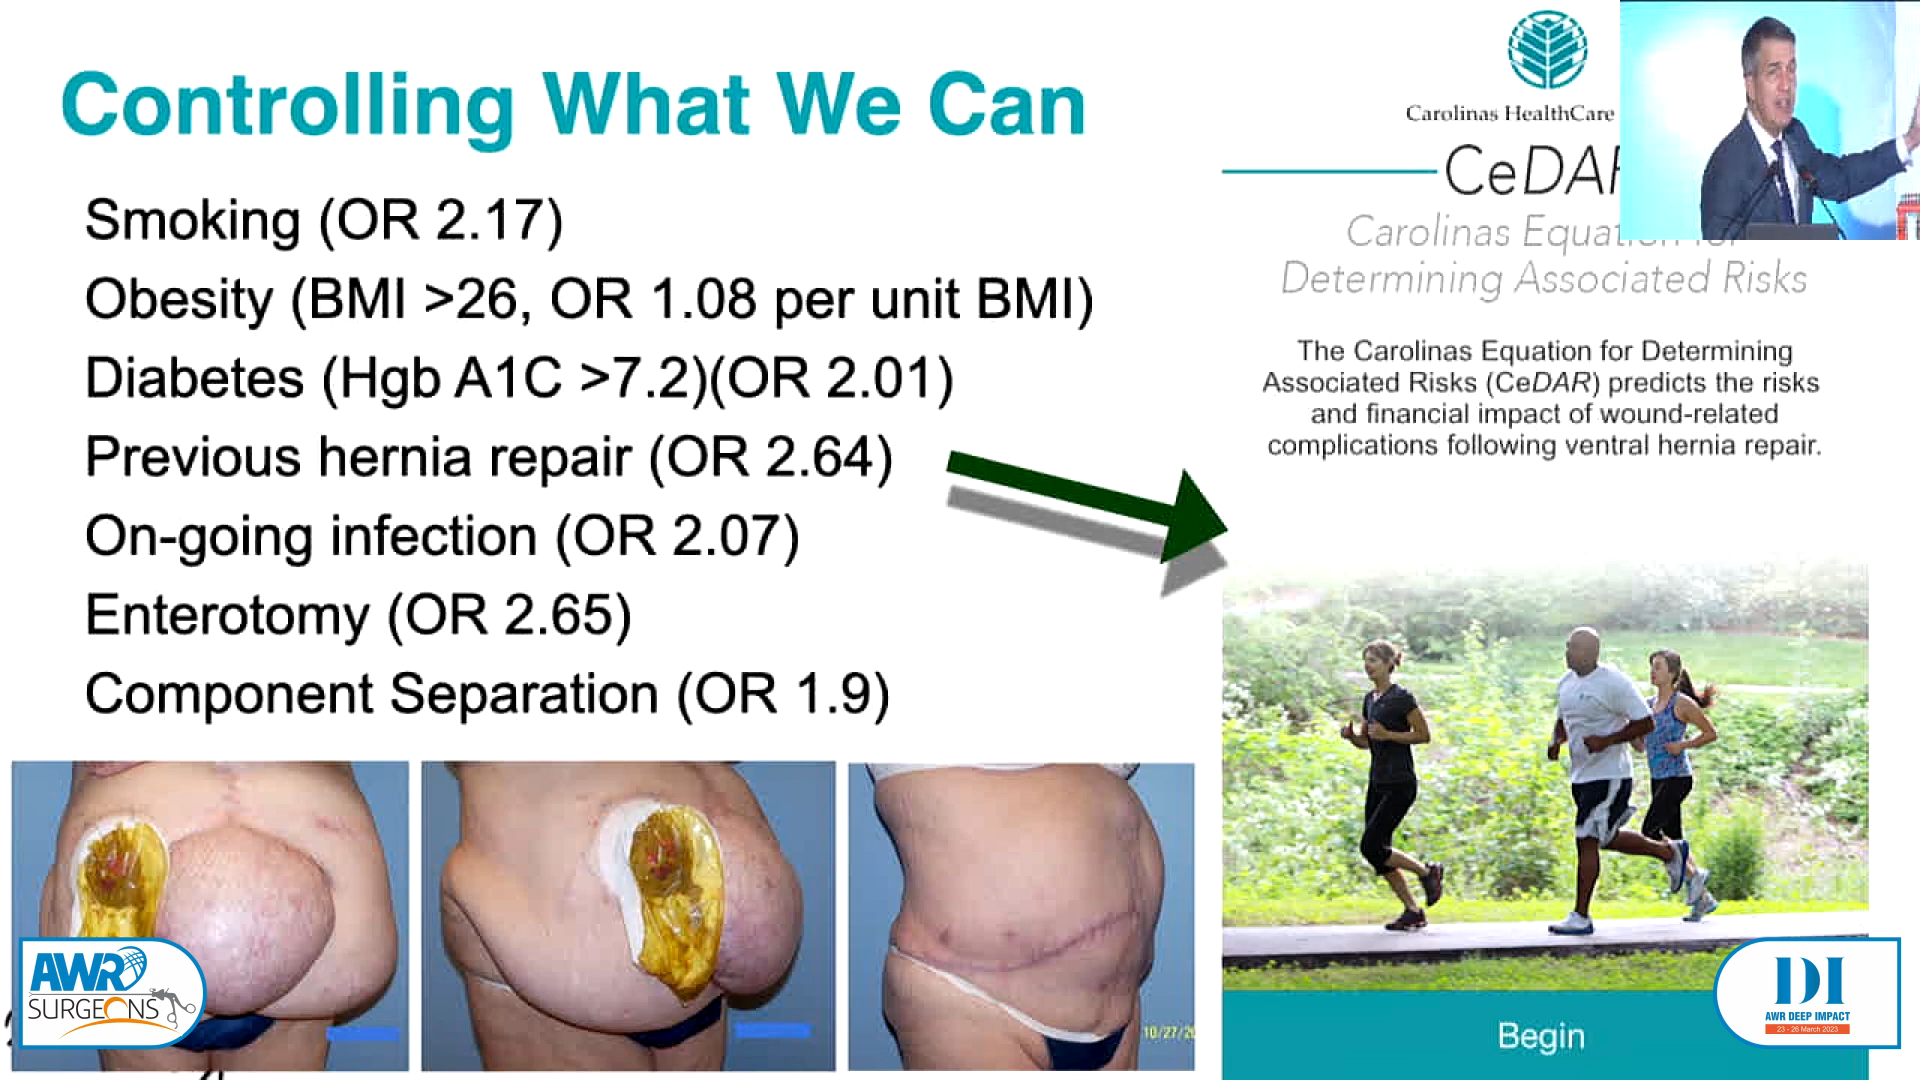 Controlling What We Can
Smoking (OR 2.17)
Obesity (BMI >26, OR 1.08 per unit BMI)
Diabetes (Hgb A1C >7.2)(OR 2.01)
Previous hernia repair (OR 2.64)
On-going infection (OR 2.07)
Enterotomy (OR 2.65)
Component Separation (OR 1.9)
Carolinas HealthCare
CeDAR
Carolinas Equation for
Determining Associated Risks
The Carolinas Equation for Determining
Associated Risks (CeDAR) predicts the risks
and financial impact of wound-related
complications following ventral hernia repair.
Begin
10/27/20
AWR
SURGEONS
DI
AWR DEEP IMPACT
23 - 26 March 2023